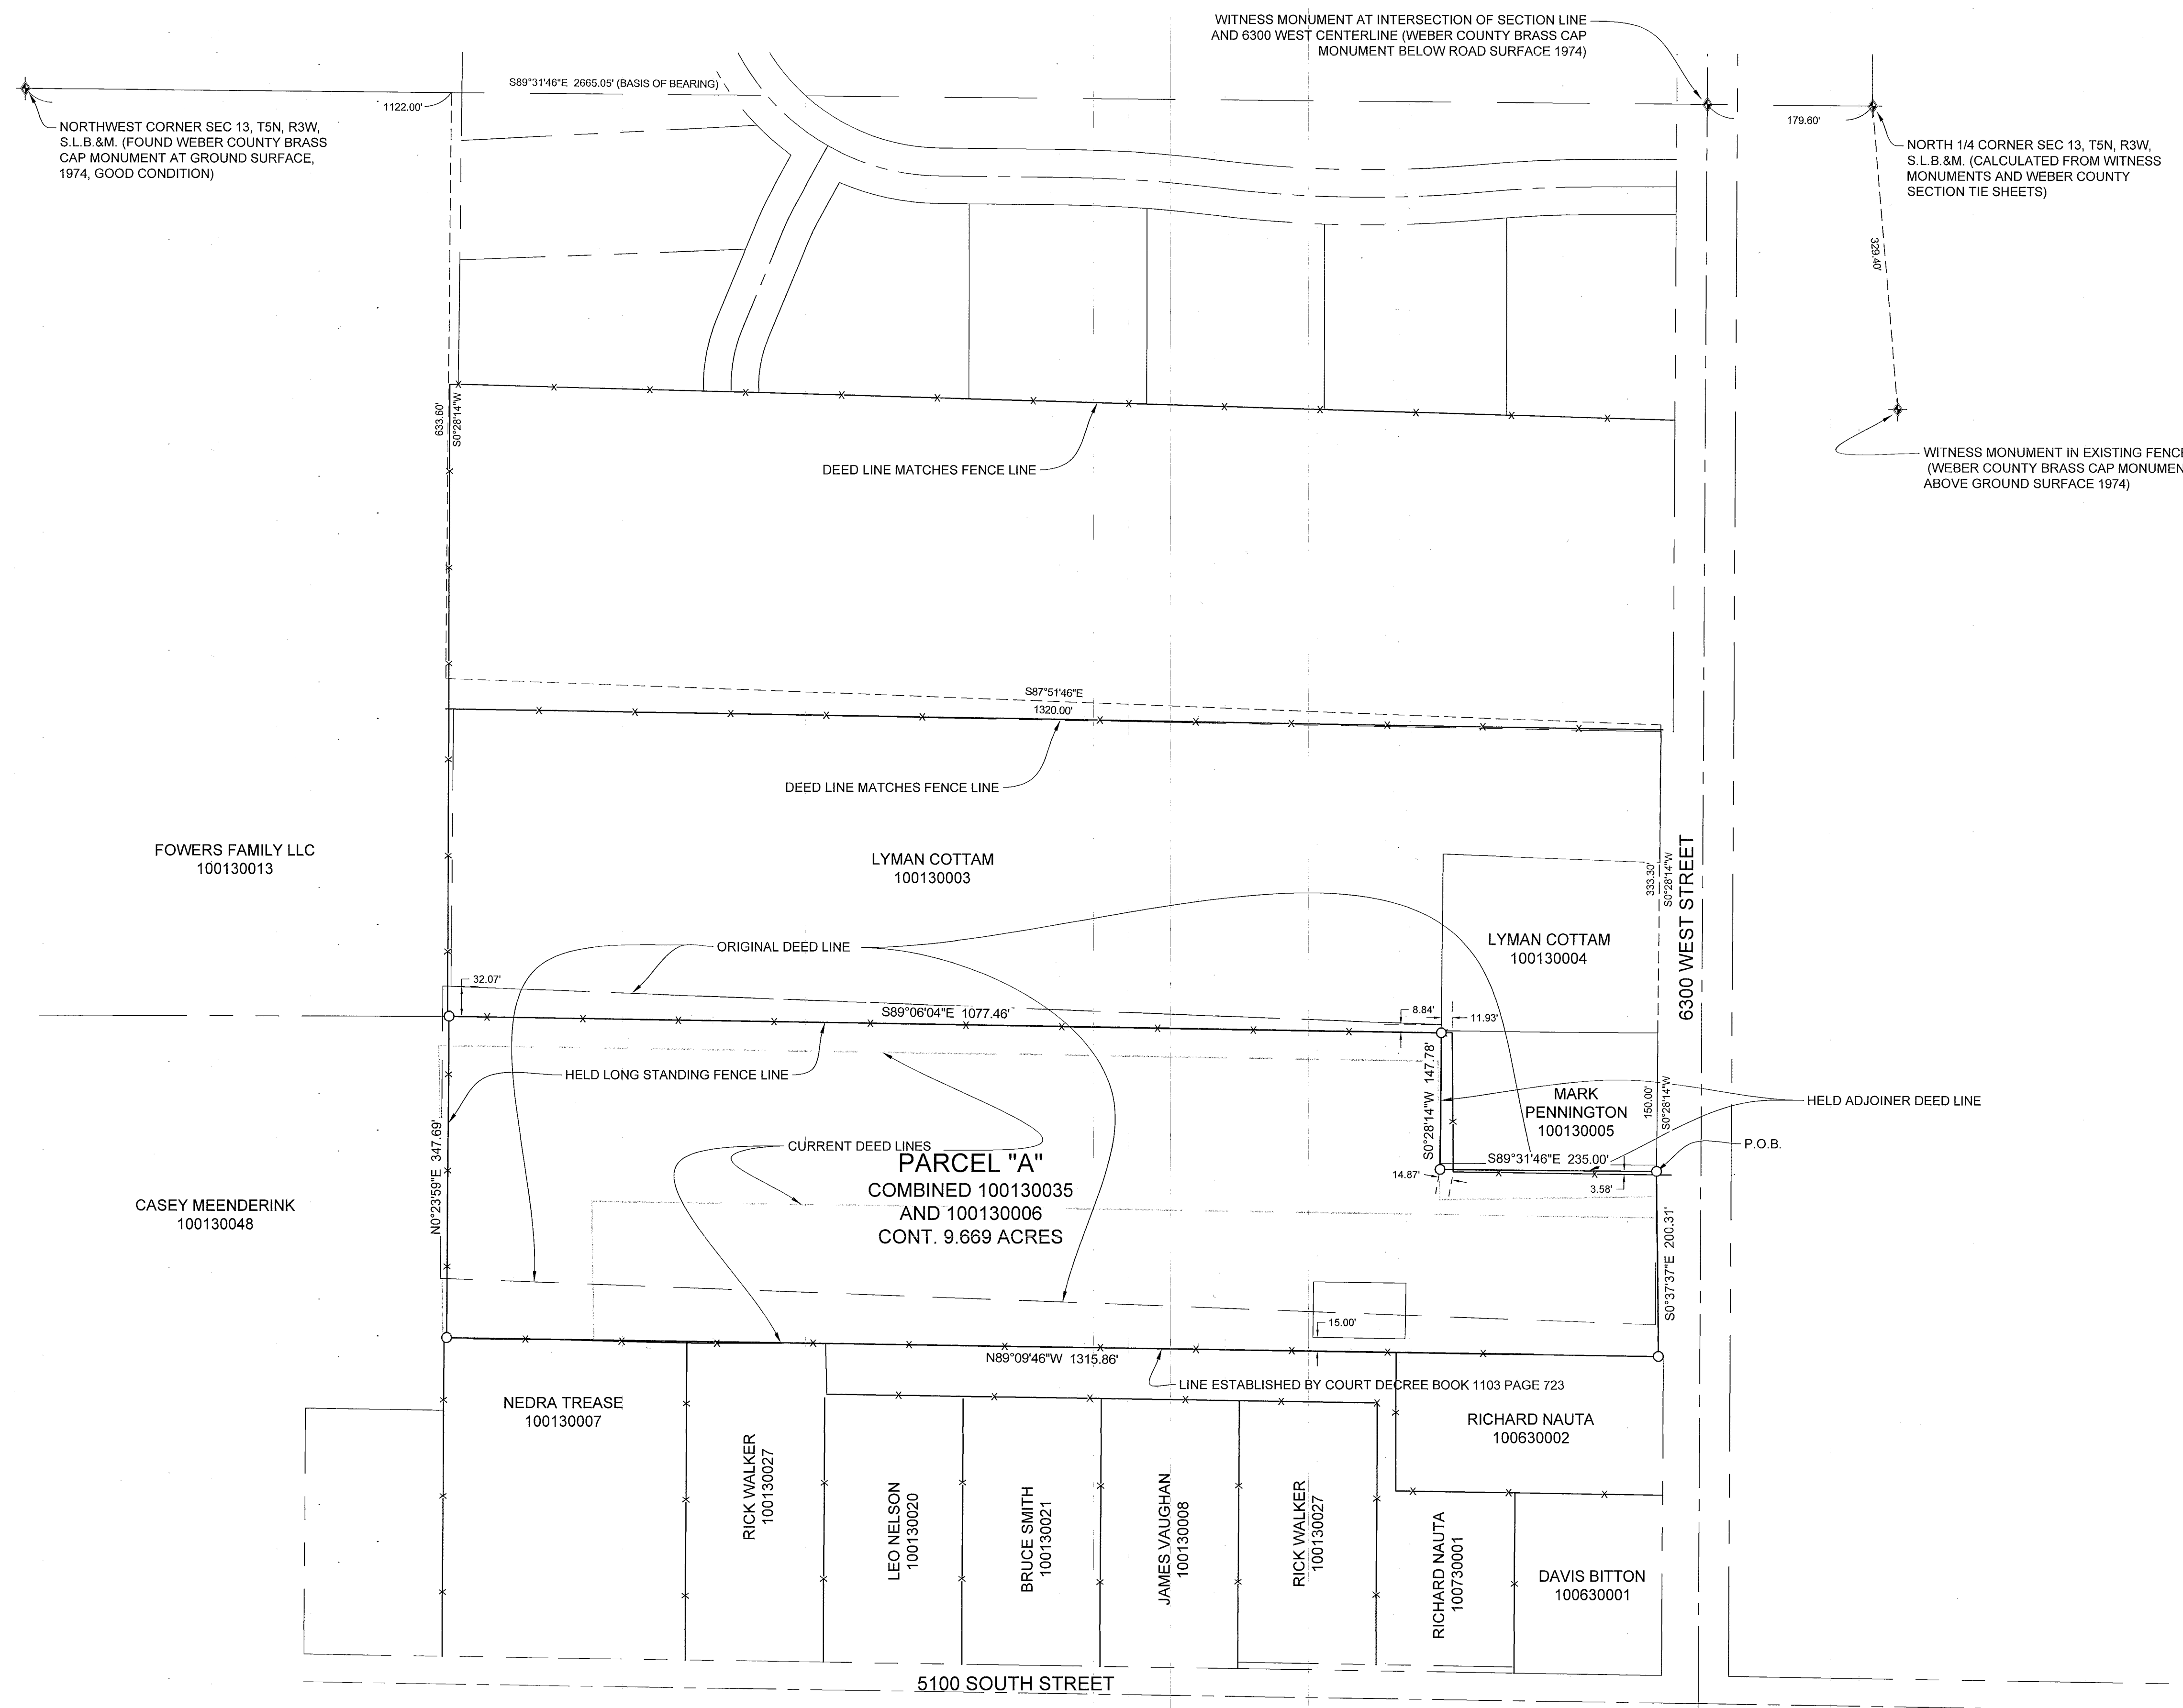 WITNESS MONUMENT AT INTERSECTION OF SECTION LINE
AND 6300 WEST CENTERLINE (WEBER COUNTY BRASS CAP
MONUMENT BELOW ROAD SURFACE 1974)
S89°31'46"E 2665.05' (BASIS OF BEARING)
1122.00'
179.60'
NORTHWEST CORNER SEC 13, T5N, R3W,
S.L.B.&M. (FOUND WEBER COUNTY BRASS
CAP MONUMENT AT GROUND SURFACE,
1974, GOOD CONDITION)
NORTH 1/4 CORNER SEC 13, T5N, R3W,
S.L.B.&M. (CALCULATED FROM WITNESS
MONUMENTS AND WEBER COUNTY
SECTION TIE SHEETS)
329.40'
633.60'
S0°28'14"W
DEED LINE MATCHES FENCE LINE
WITNESS MONUMENT IN EXISTING FENCE
(WEBER COUNTY BRASS CAP MONUMEN
ABOVE GROUND SURFACE 1974)
S87°51'46"E
1320.00'
DEED LINE MATCHES FENCE LINE
FOWERS FAMILY LLC
100130013
LYMAN COTTAM
100130003
333.30'
S0°28'14"W
6300 WEST STREET
LYMAN COTTAM
100130004
ORIGINAL DEED LINE
32.07'
S89°06'04"E 1077.46'
8.84'
11.93'
HELD LONG STANDING FENCE LINE
S0°28'14"W 147.78'
MARK
PENNINGTON
100130005
150.00'
S0°28'14"W
HELD ADJOINER DEED LINE
P.O.B.
CURRENT DEED LINES
N0°23'59"E 347.69'
PARCEL "A"
COMBINED 100130035
AND 100130006
CONT. 9.669 ACRES
S89°31'46"E 235.00'
14.87'
3.58'
CASEY MEENDERINK
100130048
S0°37'37"E 200.31'
15.00'
N89°09'46"W 1315.86'
LINE ESTABLISHED BY COURT DECREE BOOK 1103 PAGE 723
NEDRA TREASE
100130007
RICK WALKER
100130027
LEO NELSON
100130020
BRUCE SMITH
100130021
JAMES VAUGHAN
100130008
RICK WALKER
100130027
RICHARD NAUTA
100630002
RICHARD NAUTA
100730001
DAVIS BITTON
100630001
5100 SOUTH STREET